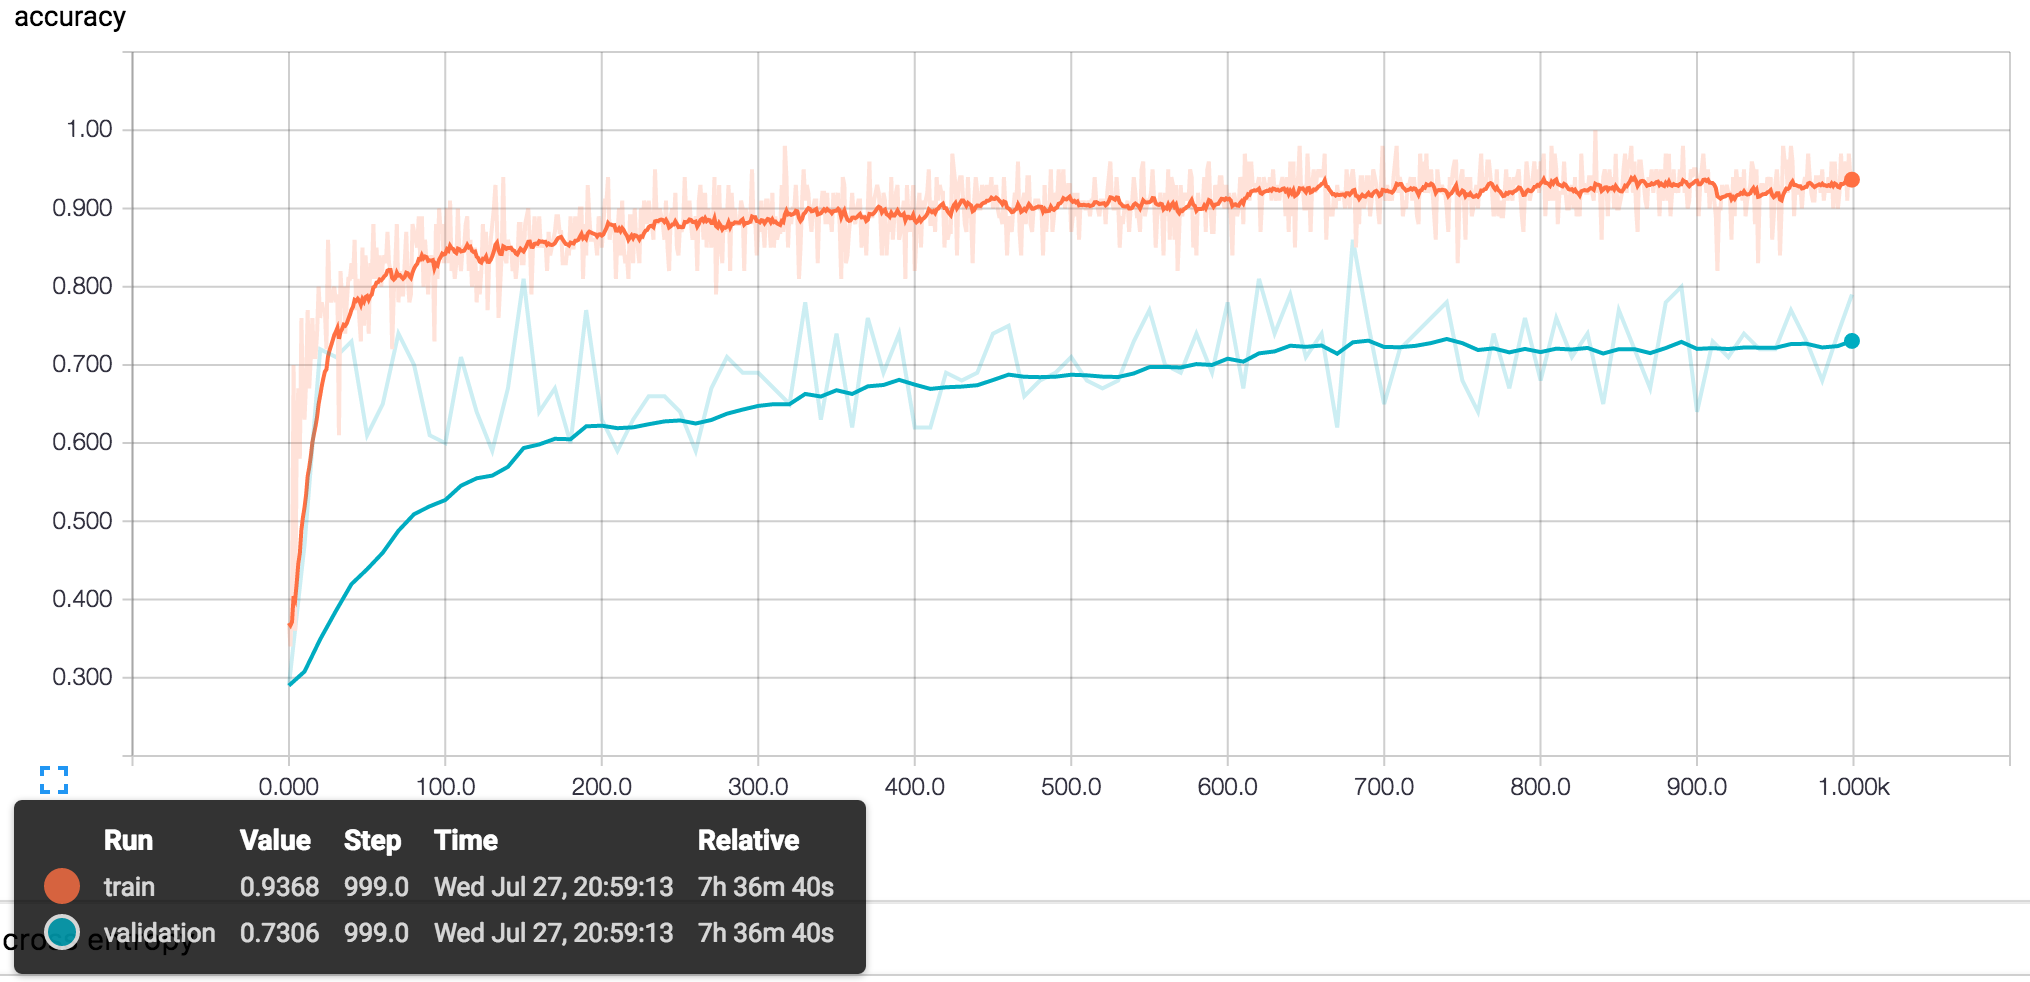 accuracy
1.00
0.900
0.800
0.700
0.600
0.500
0.400
0.300
0.000 100.0 200.0 300.0 400.0 500.0 600.0 700.0 800.0 900.0 1.000k
Run Value Step Time Relative
train 0.9368 999.0 Wed Jul 27, 20:59:13 7h 36m 40s
validation 0.7306 999.0 Wed Jul 27, 20:59:13 7h 36m 40s
cross entropy